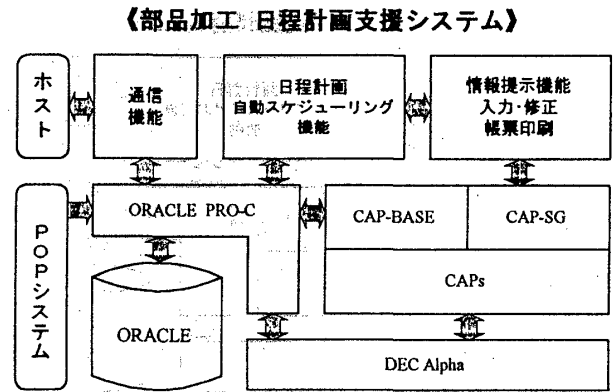 《部品加工 日程計画支援システム》
ホスト
通信
機能
日程計画
自動スケジューリング
機能
情報提示機能
入力・修正
帳票印刷
POPシステム
ORACLE PRO-C
CAP-BASE
CAP-SG
CAPs
ORACLE
DEC Alpha